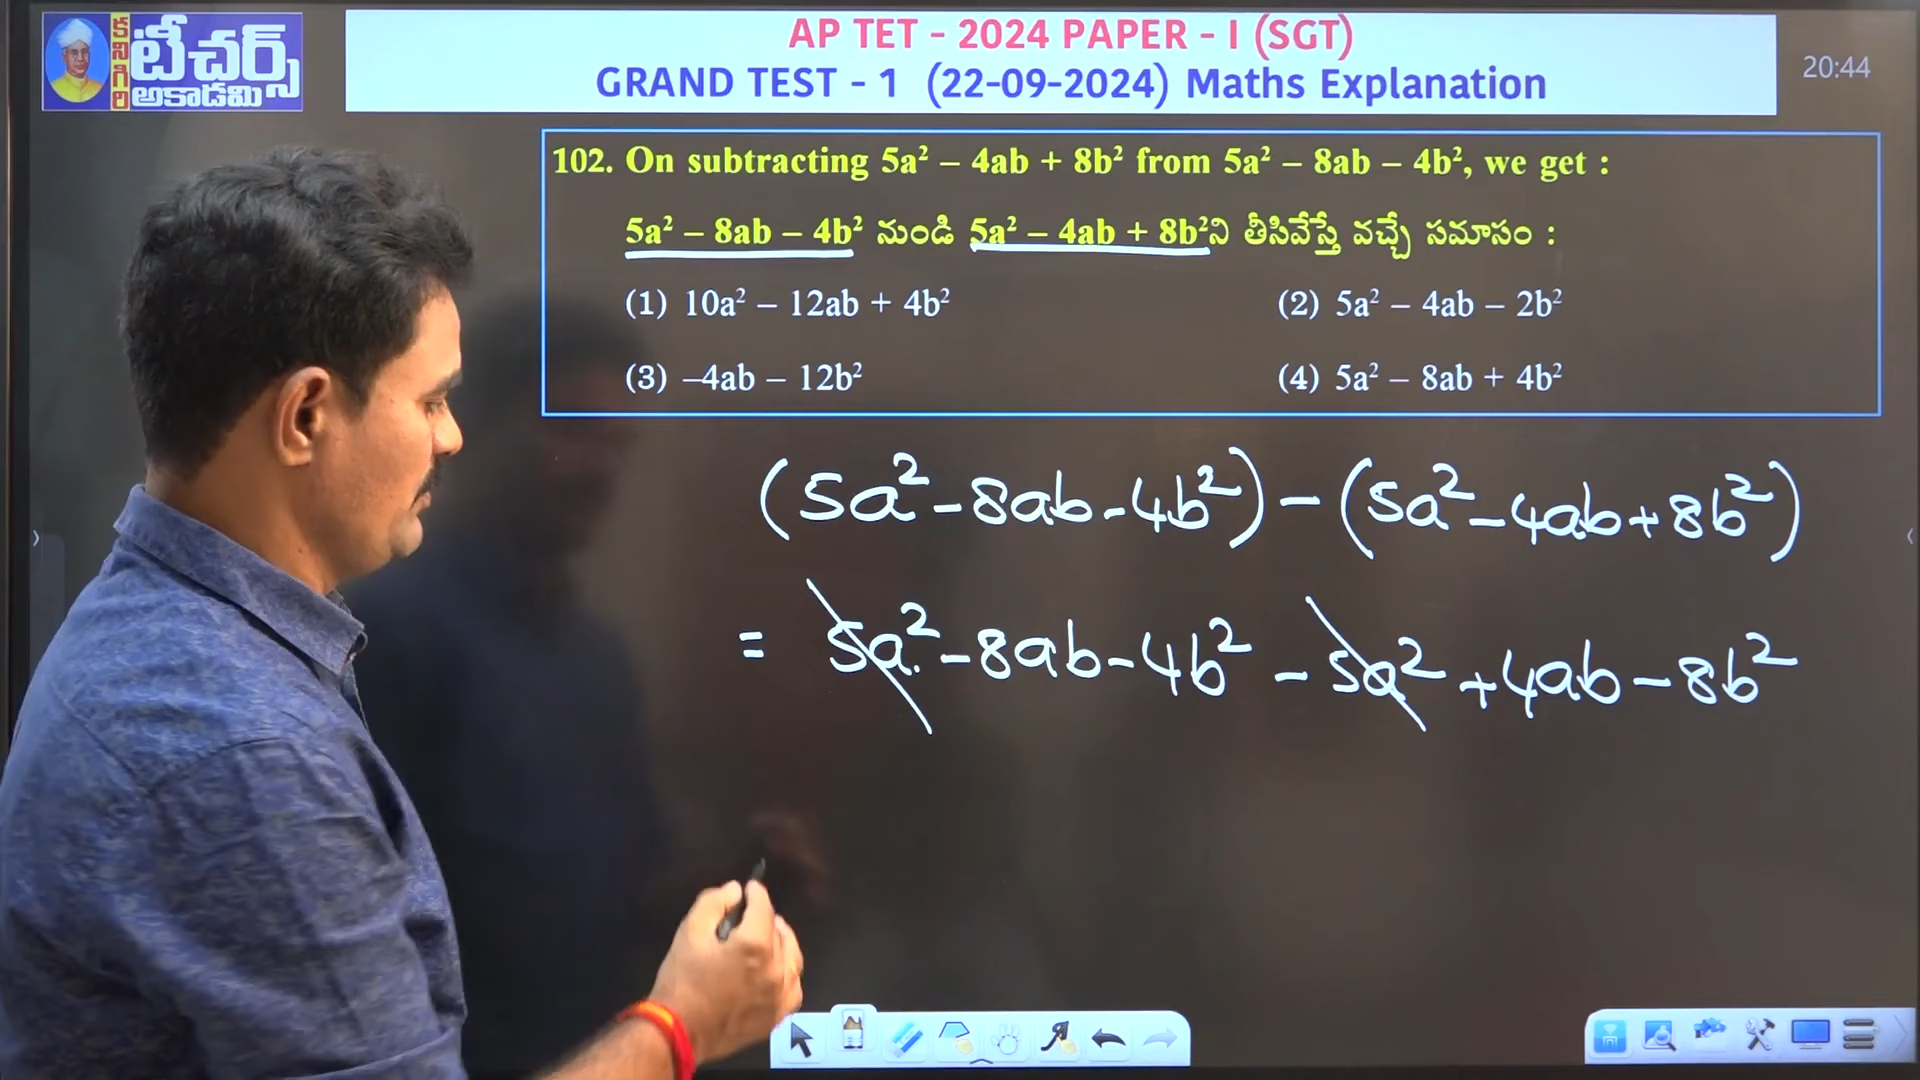 కనిగిరి
టీచర్స్
అకాడమి
AP TET - 2024 PAPER - I (SGT)
GRAND TEST - 1 (22-09-2024) Maths Explanation
20:44
102. On subtracting 5a² – 4ab + 8b² from 5a² – 8ab – 4b², we get :
5a² – 8ab – 4b² నుండి 5a² – 4ab + 8b²ని తీసివేస్తే వచ్చే సమాసం :
(1) 10a² – 12ab + 4b² (2) 5a² – 4ab – 2b²
(3) –4ab – 12b² (4) 5a² – 8ab + 4b²
(5a² - 8ab - 4b²) - (5a² - 4ab + 8b²)
= 5a² - 8ab - 4b² - 5a² + 4ab - 8b²